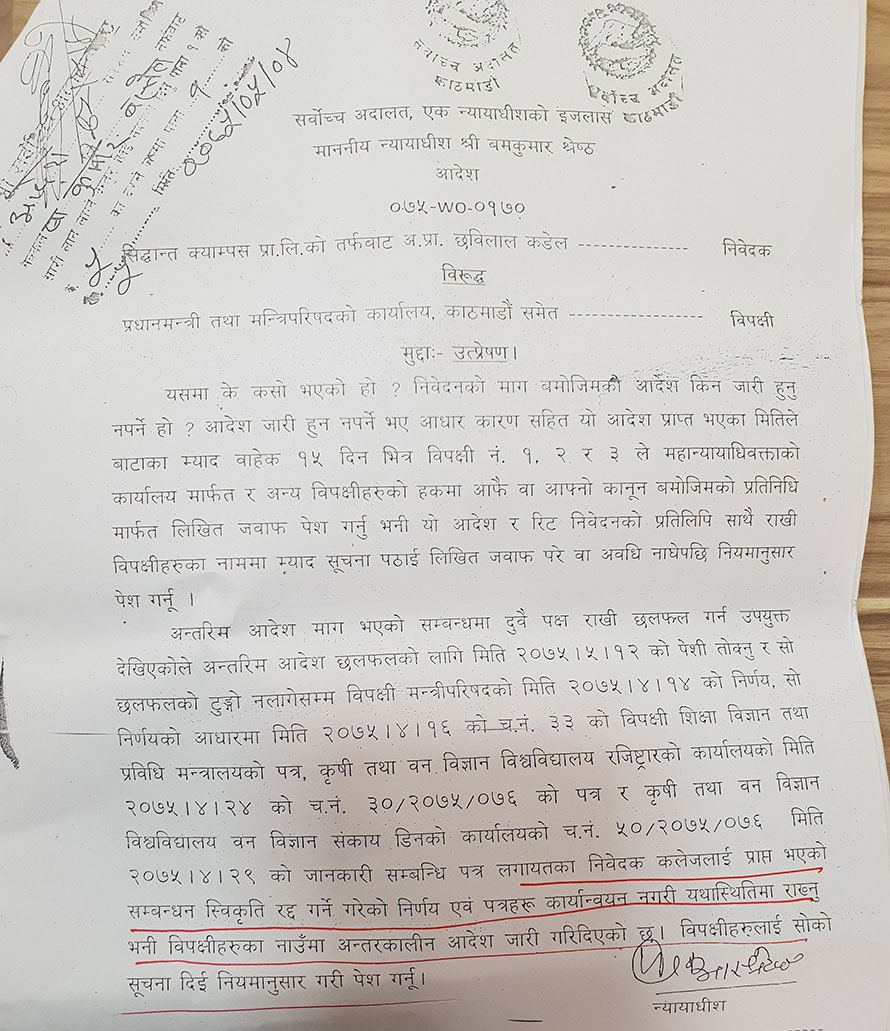 सर्वोच्च अदालत
काठमाडौं
सर्वोच्च अदालत
काठमाडौं
सर्वोच्च अदालत, एक न्यायाधीशको इजलास
माननीय न्यायाधीश श्री बमकुमार श्रेष्ठ
आदेश
०७५-WO-०१७०
सिद्धान्त क्याम्पस प्रा.लि.को तर्फबाट अ.प्रा. छविलाल कडेल --------------- निवेदक
विरूद्ध
प्रधानमन्त्री तथा मन्त्रिपरिषदको कार्यालय, काठमाडौं समेत ------------------ विपक्षी
मुद्दाः- उत्प्रेषण।
यसमा के कसो भएको हो ? निवेदनको माग बमोजिमको आदेश किन जारी हुनु
नपर्ने हो ? आदेश जारी हुन नपर्ने भए आधार कारण सहित यो आदेश प्राप्त भएका मितिले
बाटाका म्याद वाहेक १५ दिन भित्र विपक्षी नं. १, २ र ३ ले महान्यायाधिवक्ताको
कार्यालय मार्फत र अन्य विपक्षीहरुको हकमा आफै वा आफ्नो कानून बमोजिमको प्रतिनिधि
मार्फत लिखित जवाफ पेश गर्नु भनी यो आदेश र रिट निवेदनको प्रतिलिपि साथै राखी
विपक्षीहरुका नाममा म्याद सूचना पठाई लिखित जवाफ परे वा अवधि नाघेपछि नियमानुसार
पेश गर्नू ।
अन्तरिम आदेश माग भएको सम्बन्धमा दुवै पक्ष राखी छलफल गर्न उपयुक्त
देखिएकोले अन्तरिम आदेश छलफलको लागि मिति २०७५।५।१२ को पेशी तोक्नु र सो
छलफलको टुङ्गो नलागेसम्म विपक्षी मन्त्रीपरिषदको मिति २०७५।४।१४ को निर्णय, सो
निर्णयको आधारमा मिति २०७५।४।१६ को च.नं. ३३ को विपक्षी शिक्षा विज्ञान तथा
प्रविधि मन्त्रालयको पत्र, कृषी तथा वन विज्ञान विश्वविद्यालय रजिष्ट्रारको कार्यालयको मिति
२०७५।४।२४ को च.नं. ३०/२०७५/०७६ को पत्र र कृषी तथा वन विज्ञान
विश्वविद्यालय वन विज्ञान संकाय डिनको कार्यालयको च.नं. ५०/२०७५/०७६ मिति
२०७५।४।२९ को जानकारी सम्बन्धि पत्र लगायतका निवेदक कलेजलाई प्राप्त भएको
सम्बन्धन स्विकृति रद्द गर्ने गरेको निर्णय एवं पत्रहरू कार्यान्वयन नगरी यथास्थितिमा राख्नु
भनी विपक्षीहरुका नाउँमा अन्तरकालीन आदेश जारी गरिदिएको छ। विपक्षीहरुलाई सोको
सूचना दिई नियमानुसार गरी पेश गर्नू।
न्यायाधीश